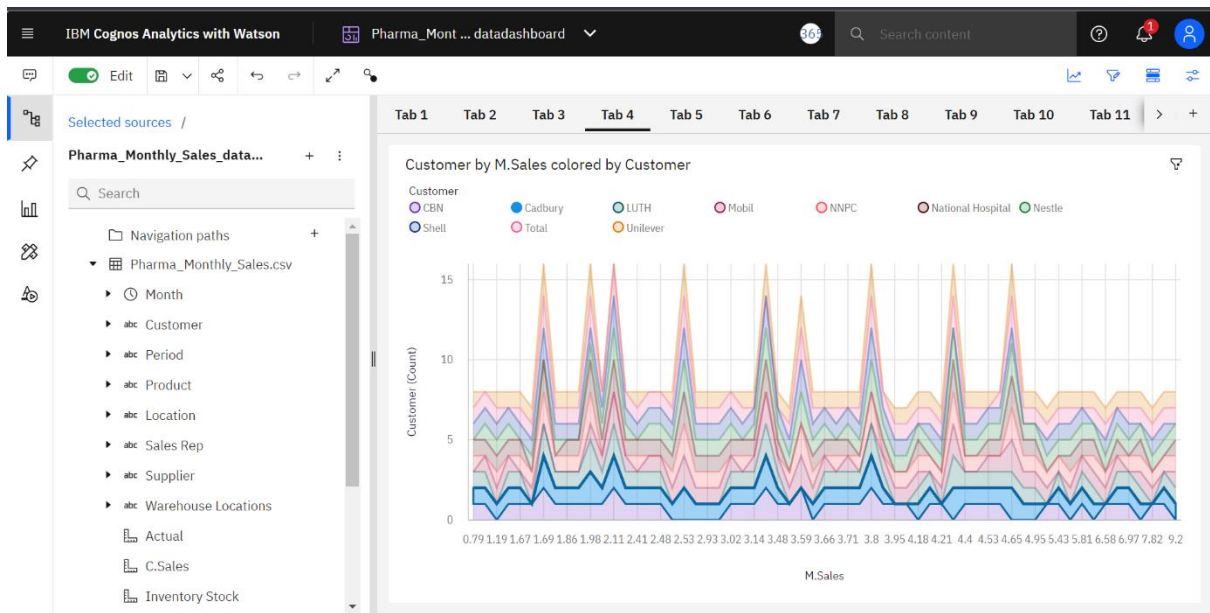 IBM Cognos Analytics with Watson
Pharma_Mont ... datadashboard
365
Search content
1
Edit
Selected sources /
Pharma_Monthly_Sales_data...
Search
Navigation paths
Pharma_Monthly_Sales.csv
Month
abc Customer
abc Period
abc Product
abc Location
abc Sales Rep
abc Supplier
abc Warehouse Locations
Actual
C.Sales
Inventory Stock
Tab 1 Tab 2 Tab 3 Tab 4 Tab 5 Tab 6 Tab 7 Tab 8 Tab 9 Tab 10 Tab 11
Customer by M.Sales colored by Customer
Customer
CBN Cadbury LUTH Mobil NNPC National Hospital Nestle
Shell Total Unilever
Customer (Count)
15
10
5
0
0.79 1.19 1.67 1.69 1.86 1.98 2.11 2.41 2.48 2.53 2.93 3.02 3.14 3.48 3.59 3.66 3.71 3.8 3.95 4.18 4.21 4.4 4.53 4.65 4.95 5.43 5.81 6.58 6.97 7.82 9.2
M.Sales